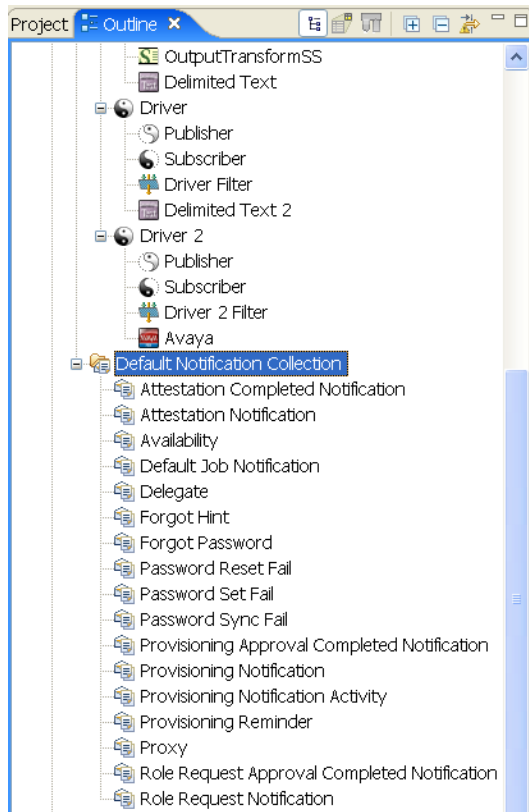 Project Outline
OutputTransformSS
Delimited Text
Driver
Publisher
Subscriber
Driver Filter
Delimited Text 2
Driver 2
Publisher
Subscriber
Driver 2 Filter
Avaya
Default Notification Collection
Attestation Completed Notification
Attestation Notification
Availability
Default Job Notification
Delegate
Forgot Hint
Forgot Password
Password Reset Fail
Password Set Fail
Password Sync Fail
Provisioning Approval Completed Notification
Provisioning Notification
Provisioning Notification Activity
Provisioning Reminder
Proxy
Role Request Approval Completed Notification
Role Request Notification